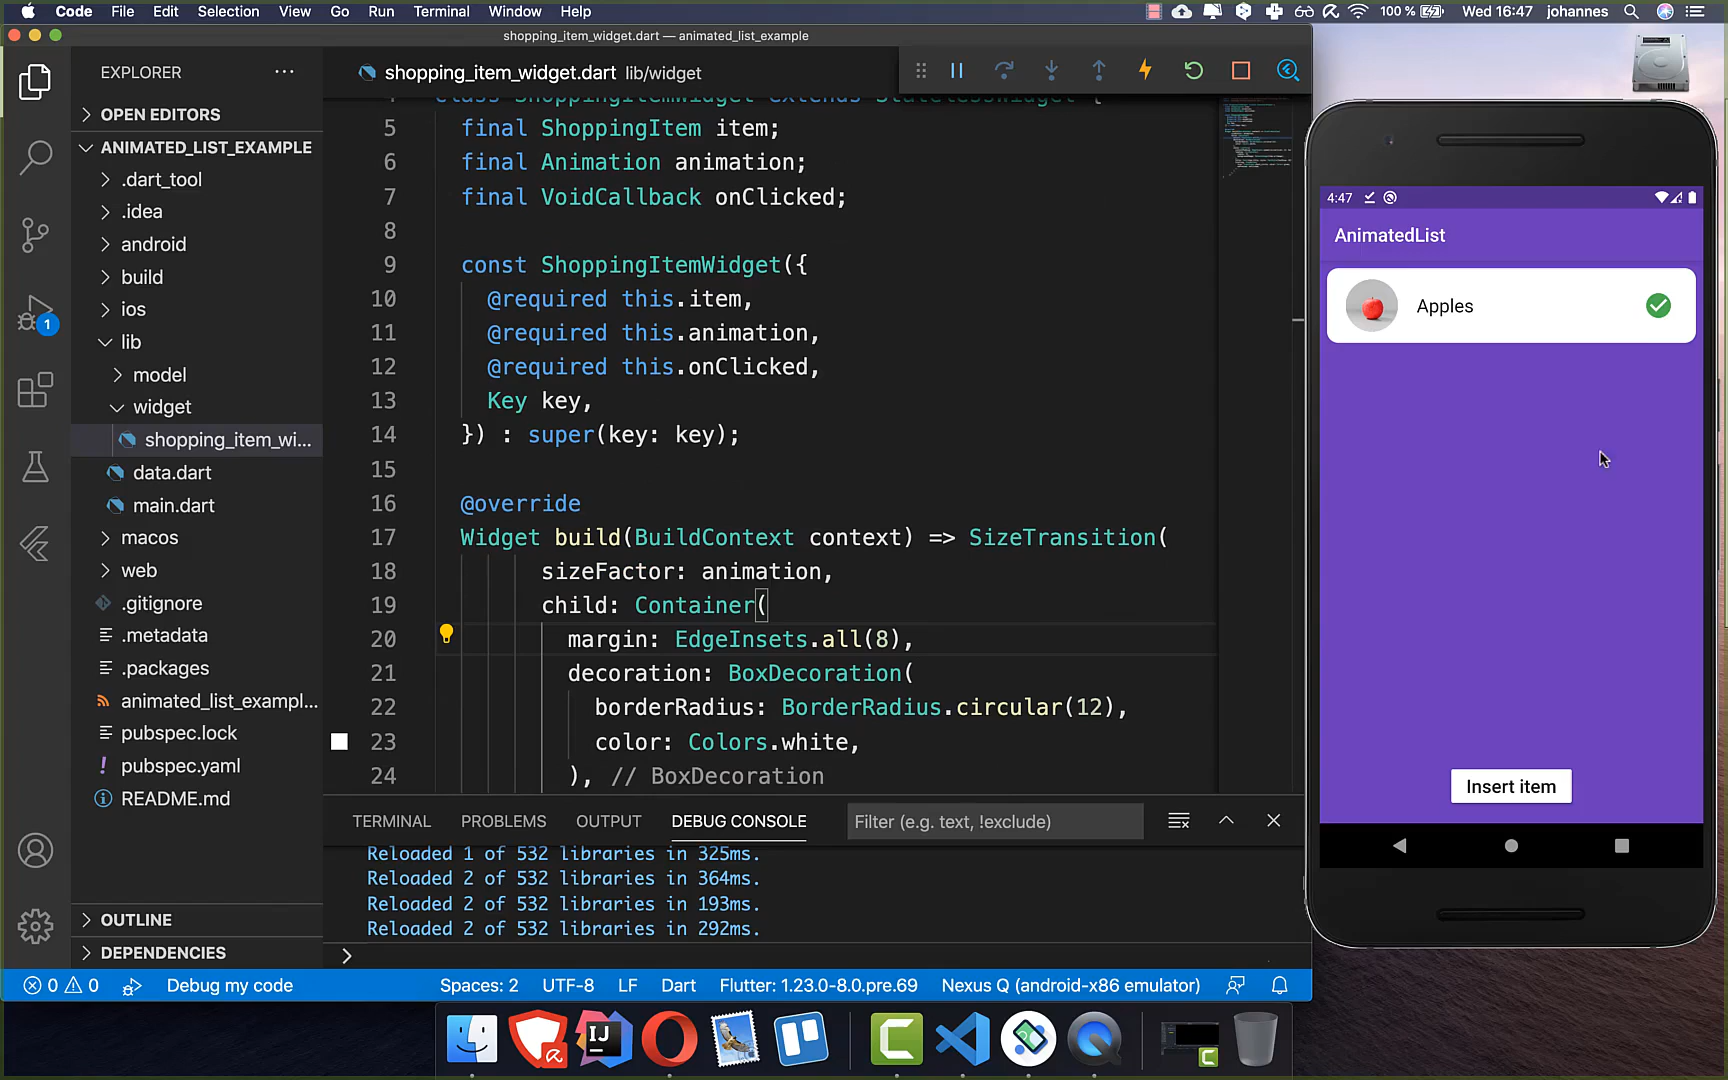 Code File Edit Selection View Go Run Terminal Window Help 100 % Wed 16:47 johannes
shopping_item_widget.dart — animated_list_example
EXPLORER
shopping_item_widget.dart lib/widget
OPEN EDITORS
ANIMATED_LIST_EXAMPLE
.dart_tool
.idea
android
build
ios
lib
model
widget
shopping_item_wi...
data.dart
main.dart
macos
web
.gitignore
.metadata
.packages
animated_list_exampl...
pubspec.lock
pubspec.yaml
README.md
OUTLINE
DEPENDENCIES
1
class ShoppingItemWidget extends StatelessWidget {
5 final ShoppingItem item;
6 final Animation animation;
7 final VoidCallback onClicked;
8
9 const ShoppingItemWidget({
10 @required this.item,
11 @required this.animation,
12 @required this.onClicked,
13 Key key,
14 }) : super(key: key);
15
16 @override
17 Widget build(BuildContext context) => SizeTransition(
18 sizeFactor: animation,
19 child: Container(
20 margin: EdgeInsets.all(8),
21 decoration: BoxDecoration(
22 borderRadius: BorderRadius.circular(12),
23 color: Colors.white,
24 ), // BoxDecoration
TERMINAL PROBLEMS OUTPUT DEBUG CONSOLE Filter (e.g. text, !exclude)
Reloaded 1 of 532 libraries in 325ms.
Reloaded 2 of 532 libraries in 364ms.
Reloaded 2 of 532 libraries in 193ms.
Reloaded 2 of 532 libraries in 292ms.
0 0 Debug my code Spaces: 2 UTF-8 LF Dart Flutter: 1.23.0-8.0.pre.69 Nexus Q (android-x86 emulator)
4:47
AnimatedList
Apples
Insert item
IJ